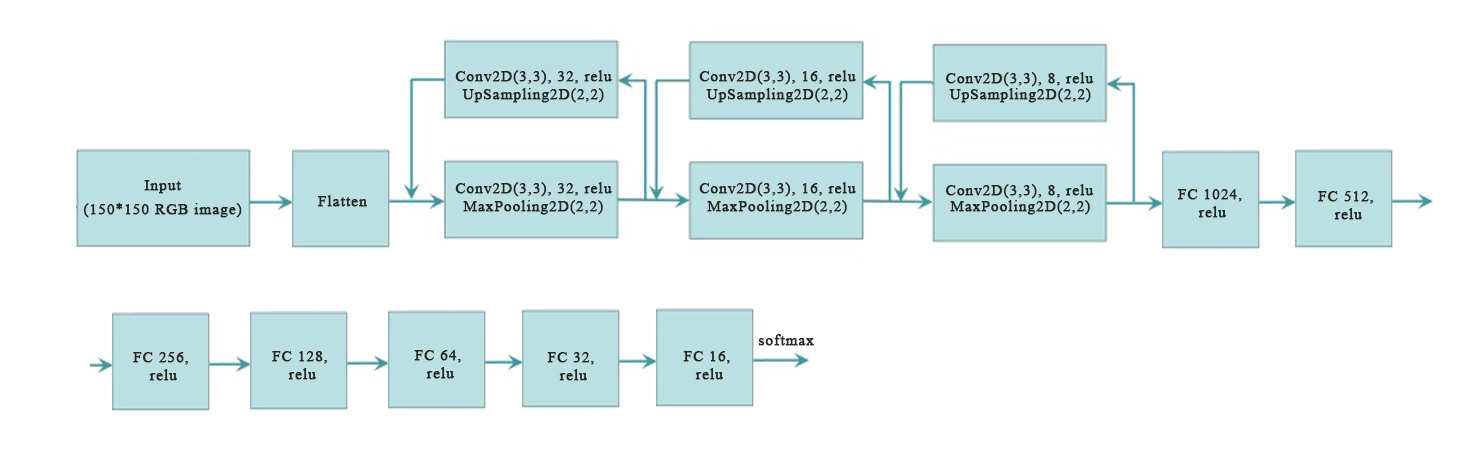 Conv2D(3,3), 32, relu
UpSampling2D(2,2)
Conv2D(3,3), 16, relu
UpSampling2D(2,2)
Conv2D(3,3), 8, relu
UpSampling2D(2,2)
Input
(150*150 RGB image)
Flatten
Conv2D(3,3), 32, relu
MaxPooling2D(2,2)
Conv2D(3,3), 16, relu
MaxPooling2D(2,2)
Conv2D(3,3), 8, relu
MaxPooling2D(2,2)
FC 1024,
relu
FC 512,
relu
FC 256,
relu
FC 128,
relu
FC 64,
relu
FC 32,
relu
FC 16,
relu
softmax